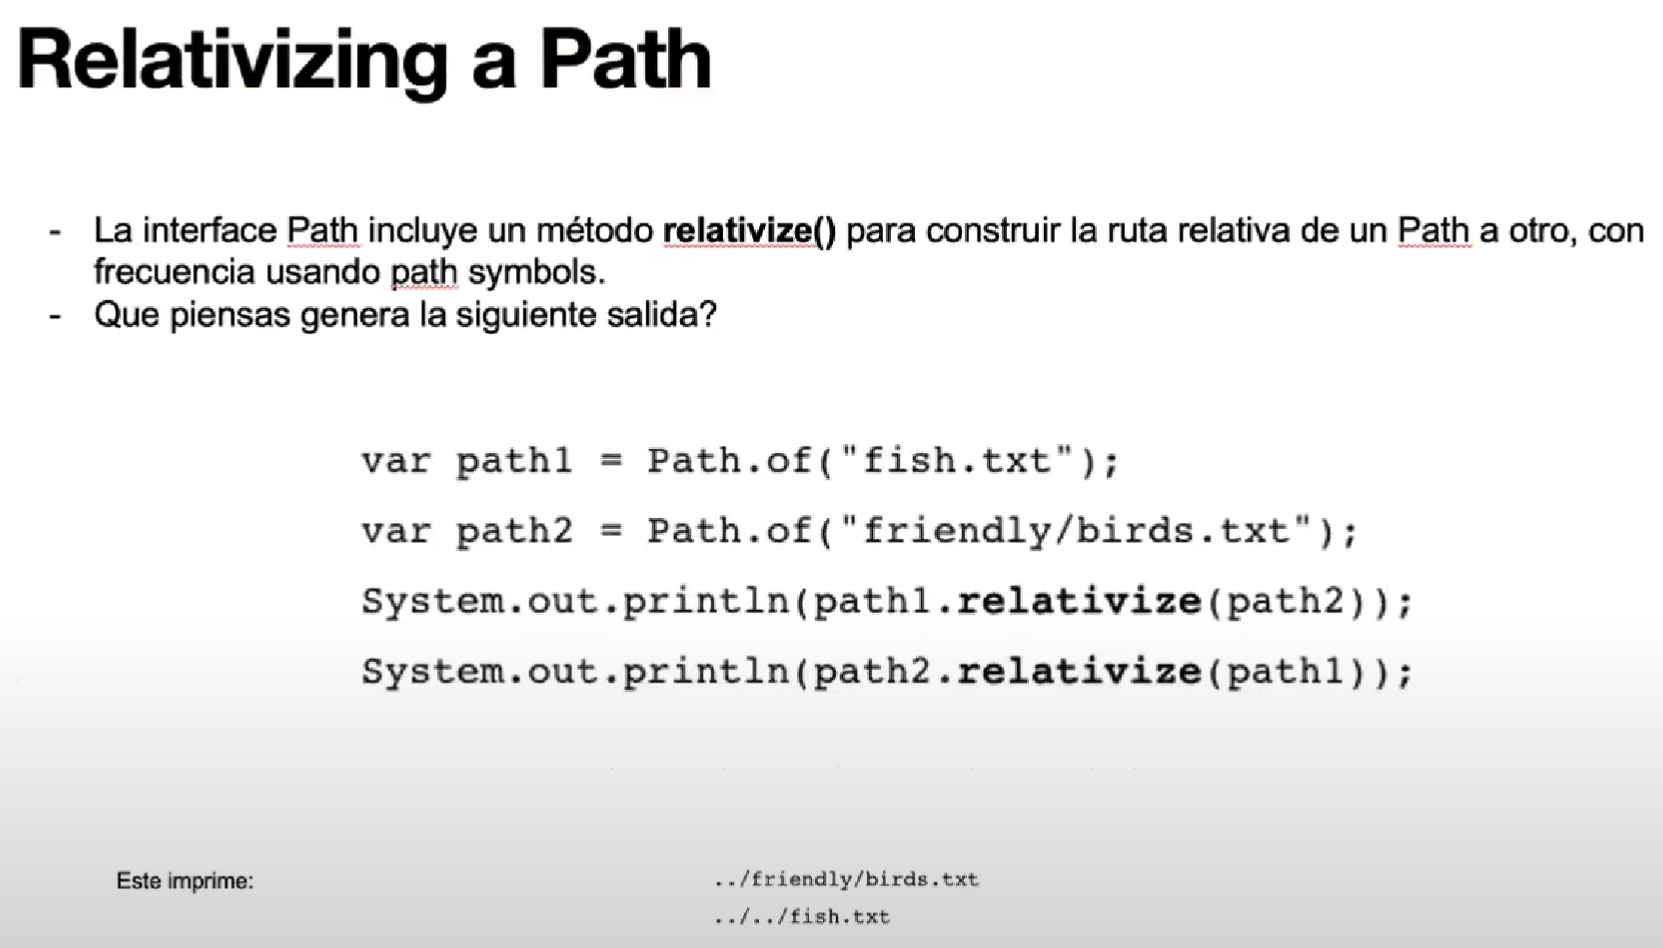 Relativizing a Path
- La interface Path incluye un método relativize() para construir la ruta relativa de un Path a otro, con
frecuencia usando path symbols.
- Que piensas genera la siguiente salida?
var path1 = Path.of("fish.txt");
var path2 = Path.of("friendly/birds.txt");
System.out.println(path1.relativize(path2));
System.out.println(path2.relativize(path1));
Este imprime:
../friendly/birds.txt
../../fish.txt